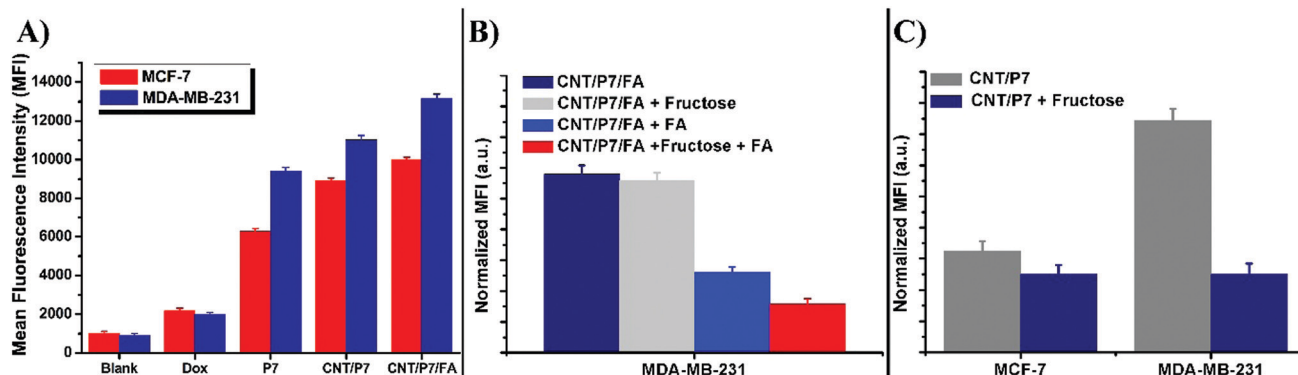 A)
Mean Fluorescence Intensity (MFI)
14000
12000
10000
8000
6000
4000
2000
0
MCF-7
MDA-MB-231
Blank Dox P7 CNT/P7 CNT/P7/FA
B)
Normalized MFI (a.u.)
CNT/P7/FA
CNT/P7/FA + Fructose
CNT/P7/FA + FA
CNT/P7/FA +Fructose + FA
MDA-MB-231
C)
Normalized MFI (a.u.)
CNT/P7
CNT/P7 + Fructose
MCF-7 MDA-MB-231